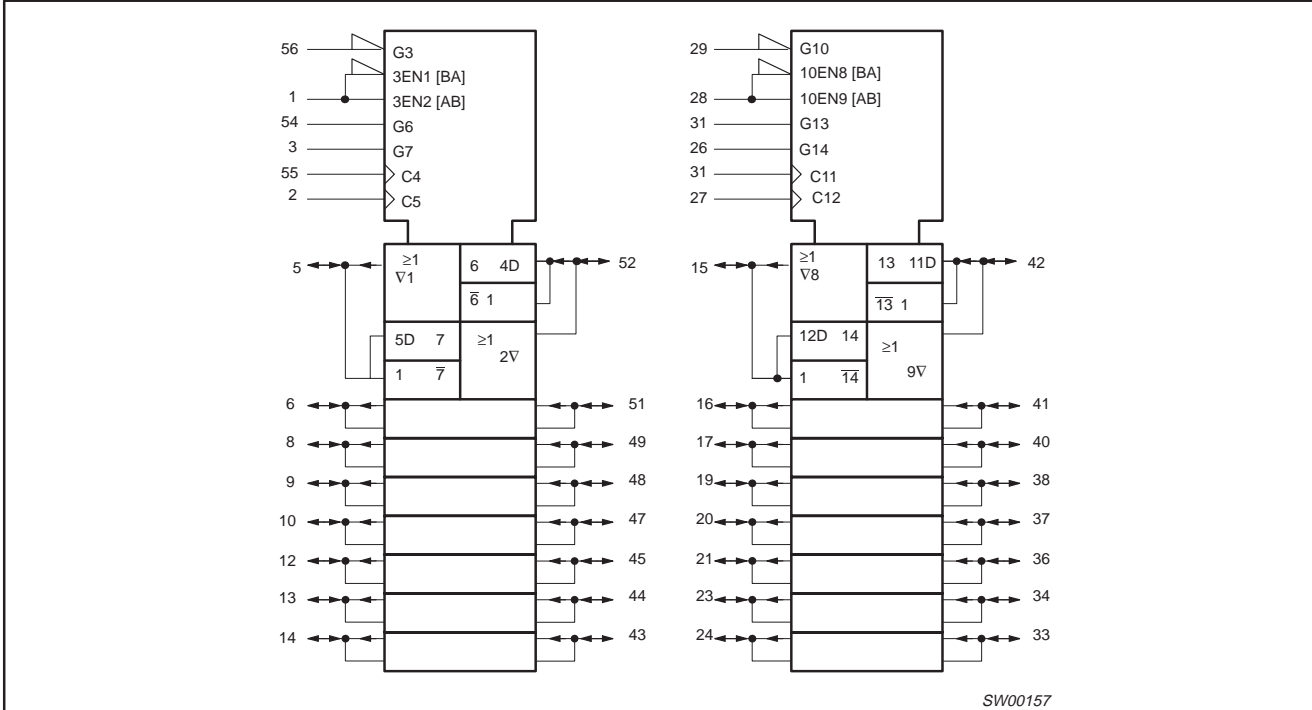 56 G3
3EN1 [BA]
1 3EN2 [AB]
54 G6
3 G7
55 C4
2 C5
5 ≥1 6 4D 52
∇1
6̅ 1
5D 7 ≥1
2∇
1 7̅
6 51
8 49
9 48
10 47
12 45
13 44
14 43
29 G10
10EN8 [BA]
28 10EN9 [AB]
31 G13
26 G14
31 C11
27 C12
15 ≥1 13 11D 42
∇8
1̅3̅ 1
12D 14 ≥1
9∇
1 1̅4̅
16 41
17 40
19 38
20 37
21 36
23 34
24 33
SW00157